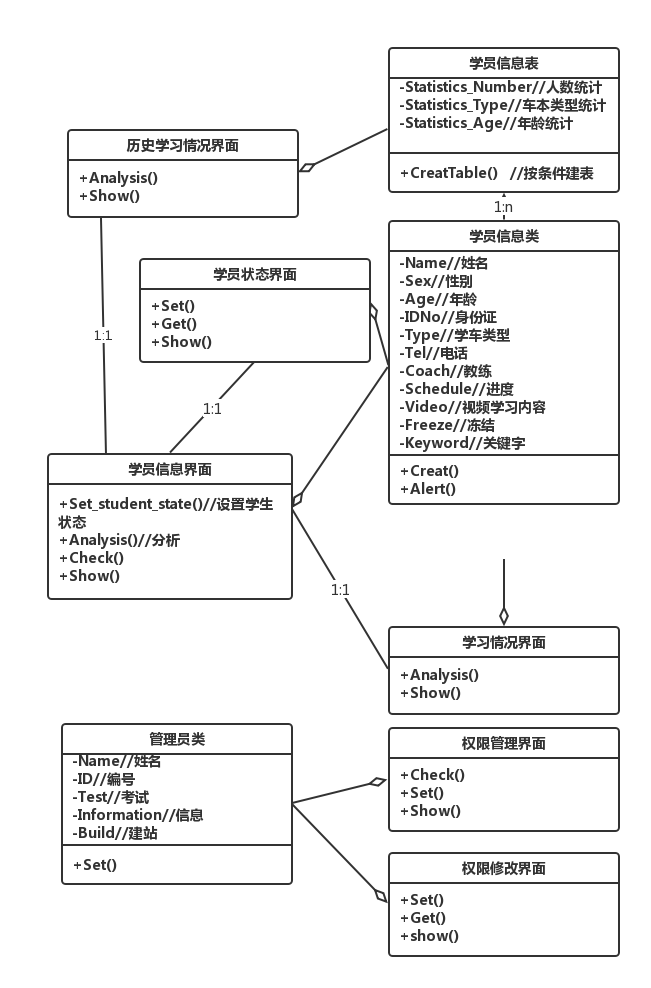 学员信息表
-Statistics_Number//人数统计
-Statistics_Type//车本类型统计
-Statistics_Age//年龄统计
+CreatTable()   //按条件建表
历史学习情况界面
+Analysis()
+Show()
1:n
学员信息类
-Name//姓名
-Sex//性别
-Age//年龄
-IDNo//身份证
-Type//学车类型
-Tel//电话
-Coach//教练
-Schedule//进度
-Video//视频学习内容
-Freeze//冻结
-Keyword//关键字
+Creat()
+Alert()
学员状态界面
+Set()
+Get()
+Show()
1:1
1:1
学员信息界面
+Set_student_state()//设置学生
状态
+Analysis()//分析
+Check()
+Show()
1:1
学习情况界面
+Analysis()
+Show()
管理员类
-Name//姓名
-ID//编号
-Test//考试
-Information//信息
-Build//建站
+Set()
权限管理界面
+Check()
+Set()
+Show()
权限修改界面
+Set()
+Get()
+show()